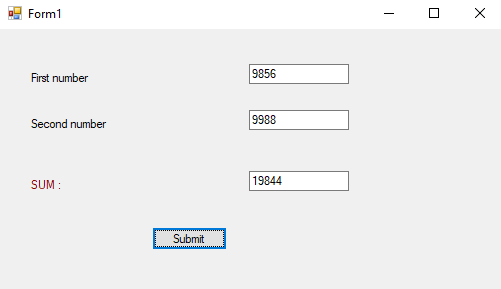 Form1
First number 9856
Second number 9988
SUM : 19844
Submit